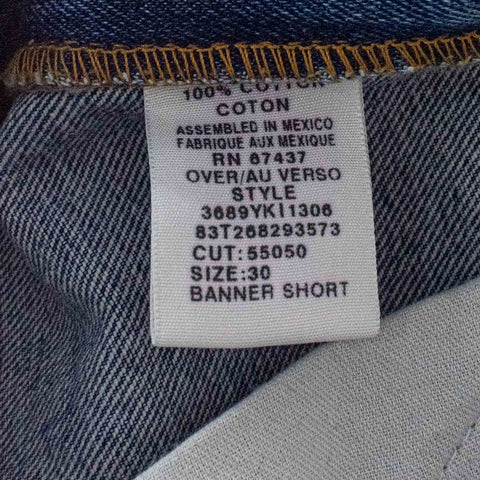 100% COTTON
COTON
ASSEMBLED IN MEXICO
FABRIQUE AUX MEXIQUE
RN 67437
OVER/AU VERSO
STYLE
3689YKI1306
83T268293573
CUT:55050
SIZE:30
BANNER SHORT